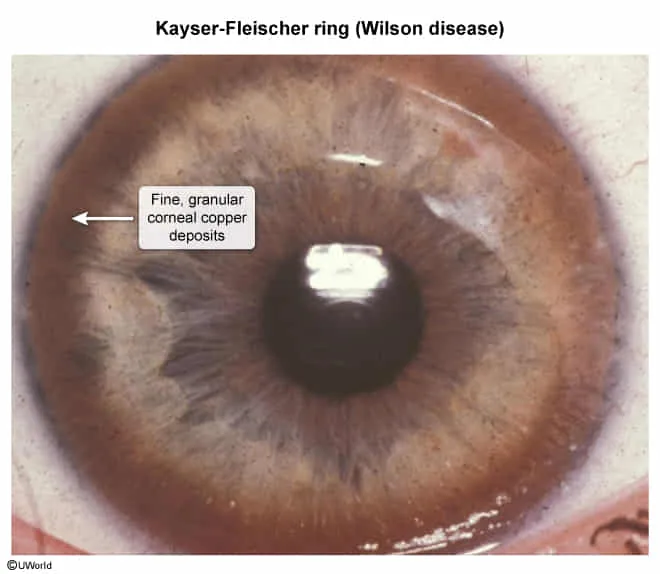 Kayser-Fleischer ring (Wilson disease)
Fine, granular
corneal copper
deposits
©UWorld